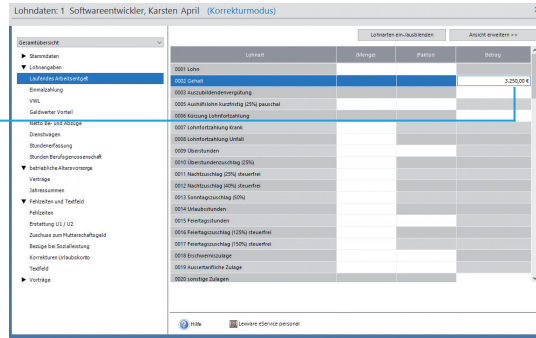 Lohndaten: 1 Softwareentwickler, Karsten April (Korrekturmodus)
Lohnarten ein-/ausblenden
Ansicht erweitern >>
Gesamtübersicht
Stammdaten
Lohnangaben
Laufendes Arbeitsentgelt
Einmalzahlung
VWL
Geldwerter Vorteil
Netto Be- und Abzüge
Dienstwagen
Stundenerfassung
Stunden Berufsgenossenschaft
betriebliche Altersvorsorge
Verträge
Jahressummen
Fehlzeiten und Textfeld
Fehlzeiten
Erstattung U1 / U2
Zuschuss zum Mutterschaftsgeld
Bezüge bei Sozialleistung
Korrekturen Urlaubskonto
Textfeld
Vorträge
Lohnart (Menge) (Faktor) Betrag
0001 Lohn
0002 Gehalt 5.250,00 €
0003 Auszubildendenvergütung
0005 Aushilfslohn kurzfristig (25%) pauschal
0006 Kürzung Lohnfortzahlung
0007 Lohnfortzahlung Krank
0008 Lohnfortzahlung Unfall
0009 Überstunden
0010 Überstundenzuschlag (25%)
0011 Nachtzuschlag (25%) steuerfrei
0012 Nachtzuschlag (40%) steuerfrei
0013 Sonntagszuschlag (50%)
0014 Urlaubsstunden
0015 Feiertagsstunden
0016 Feiertagszuschlag (125%) steuerfrei
0017 Feiertagszuschlag (150%) steuerfrei
0018 Erschwerniszulage
0019 Aussertarifliche Zulage
0020 sonstige Zulagen
Hilfe
Lexware eService personal